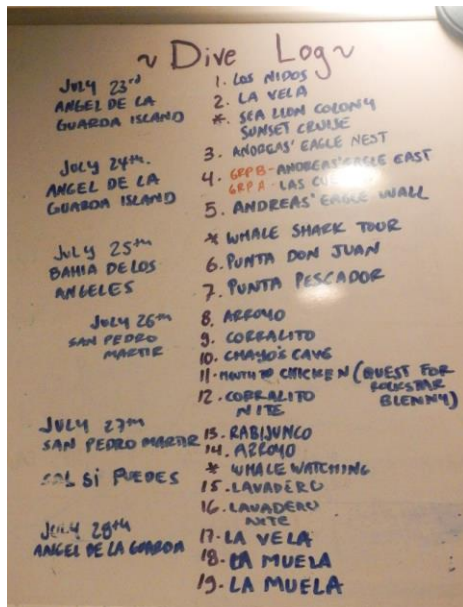 ~ Dive Log ~
July 23rd
ANGEL DE LA
GUARDA ISLAND
1. LOS NIDOS
2. LA VELA
*. SEA LION COLONY
SUNSET CRUISE
July 24th.
ANGEL DE LA
GUARDA ISLAND
3. ANDREAS' EAGLE NEST
4. GRP B - ANDREAS' EAGLE EAST
GRP A - LAS
5. ANDREAS' EAGLE WALL
July 25th
BAHIA DE LOS
ANGELES
* WHALE SHARK TOUR
6. PUNTA DON JUAN
7. PUNTA PESCADOR
July 26th
SAN PEDRO
MARTIR
8. ARROYO
9. CORRALITO
10. CHAYO'S CAVE
11. MOUTH TO CHICKEN (QUEST FOR
ROCKSTAR
BLENNY)
12. CORRALITO
NITE
JULY 27th
SAN PEDRO MARTIR
13. RABIJUNCO
14. ARROYO
* WHALE WATCHING
SAL SI PUEDES
15. LAVADERO
16. LAVADERO
NITE
July 28th
ANGEL DE LA GUARDA
17. LA VELA
18. LA MUELA
19. LA MUELA